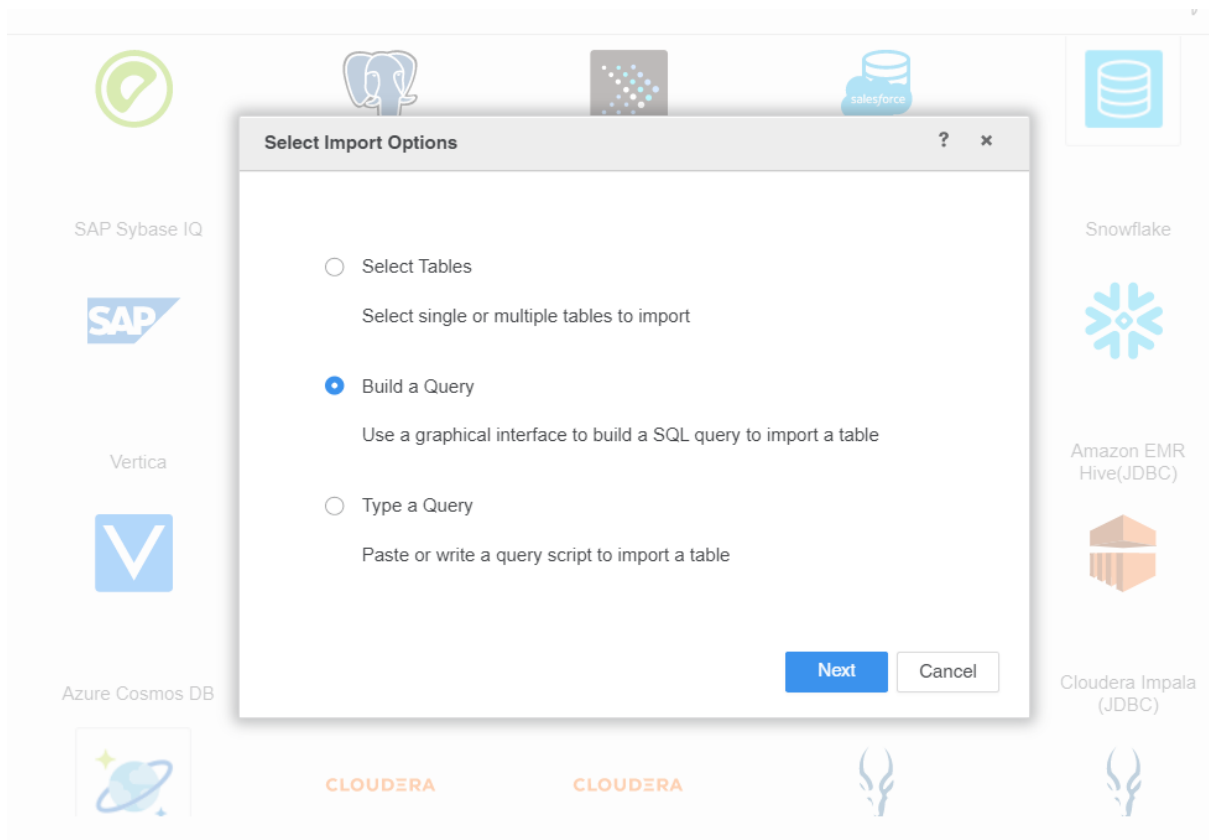 salesforce
Select Import Options
?
×
SAP Sybase IQ
Snowflake
Select Tables
Select single or multiple tables to import
SAP
Build a Query
Use a graphical interface to build a SQL query to import a table
Vertica
Amazon EMR
Hive(JDBC)
Type a Query
Paste or write a query script to import a table
V
Next
Cancel
Azure Cosmos DB
Cloudera Impala
(JDBC)
CLOUDERA
CLOUDERA